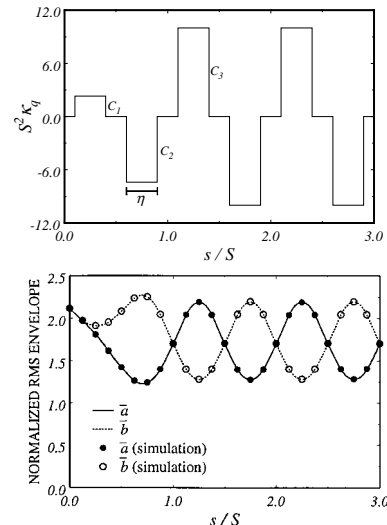 12.0
6.0
0.0
-6.0
-12.0
S²κq
C1
C2
C3
η
0.0
1.0
2.0
3.0
s / S
2.5
2.0
1.5
1.0
0.5
0.0
NORMALIZED RMS ENVELOPE
a̅
b̅
a̅ (simulation)
b̅ (simulation)
0.0
1.0
2.0
3.0
s / S